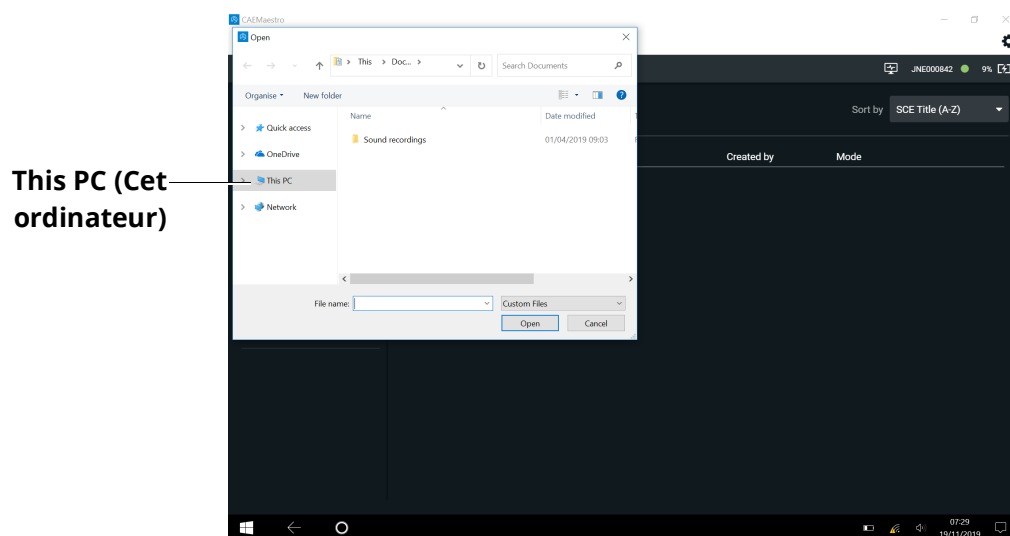 CAEMaestro
Open
This > Doc... >
Search Documents
JNE000842
9%
Organise
New folder
Name
Date modified
Sort by
SCE Title (A-Z)
Quick access
Sound recordings
01/04/2019 09:03
OneDrive
Created by
Mode
This PC (Cet
ordinateur)
This PC
Network
File name:
Custom Files
Open
Cancel
07:29
19/11/2019